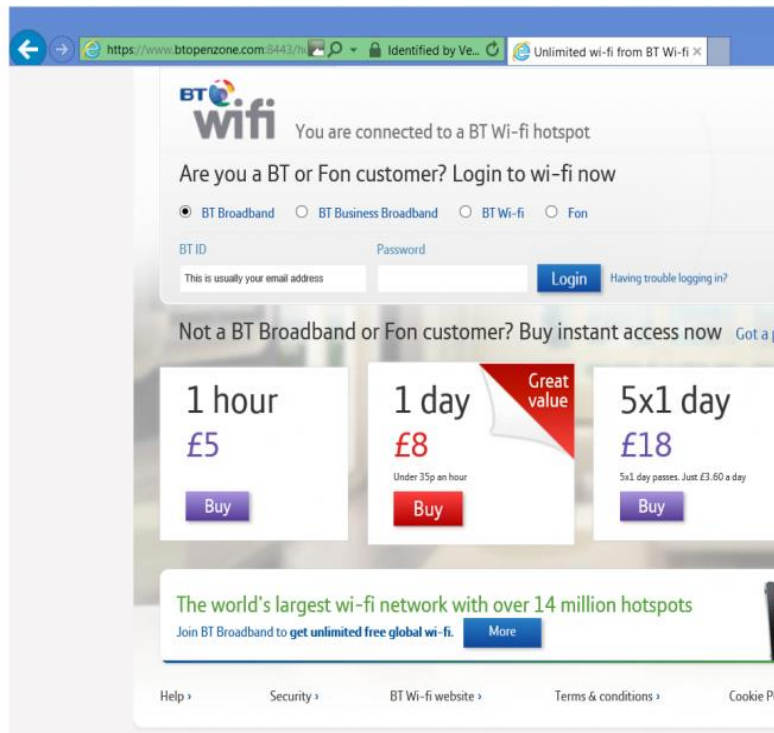 https://www.btopenzone.com:8443/h
Identified by Ve...
Unlimited wi-fi from BT Wi-fi
BT
wifi
You are connected to a BT Wi-fi hotspot
Are you a BT or Fon customer? Login to wi-fi now
BT Broadband BT Business Broadband BT Wi-fi Fon
BT ID Password
This is usually your email address
Login
Having trouble logging in?
Not a BT Broadband or Fon customer? Buy instant access now Got a
1 hour
£5
Buy
1 day
£8
Under 35p an hour
Buy
Great
value
5x1 day
£18
5x1 day passes. Just £3.60 a day
Buy
The world's largest wi-fi network with over 14 million hotspots
Join BT Broadband to get unlimited free global wi-fi. More
Help › Security › BT Wi-fi website › Terms & conditions › Cookie